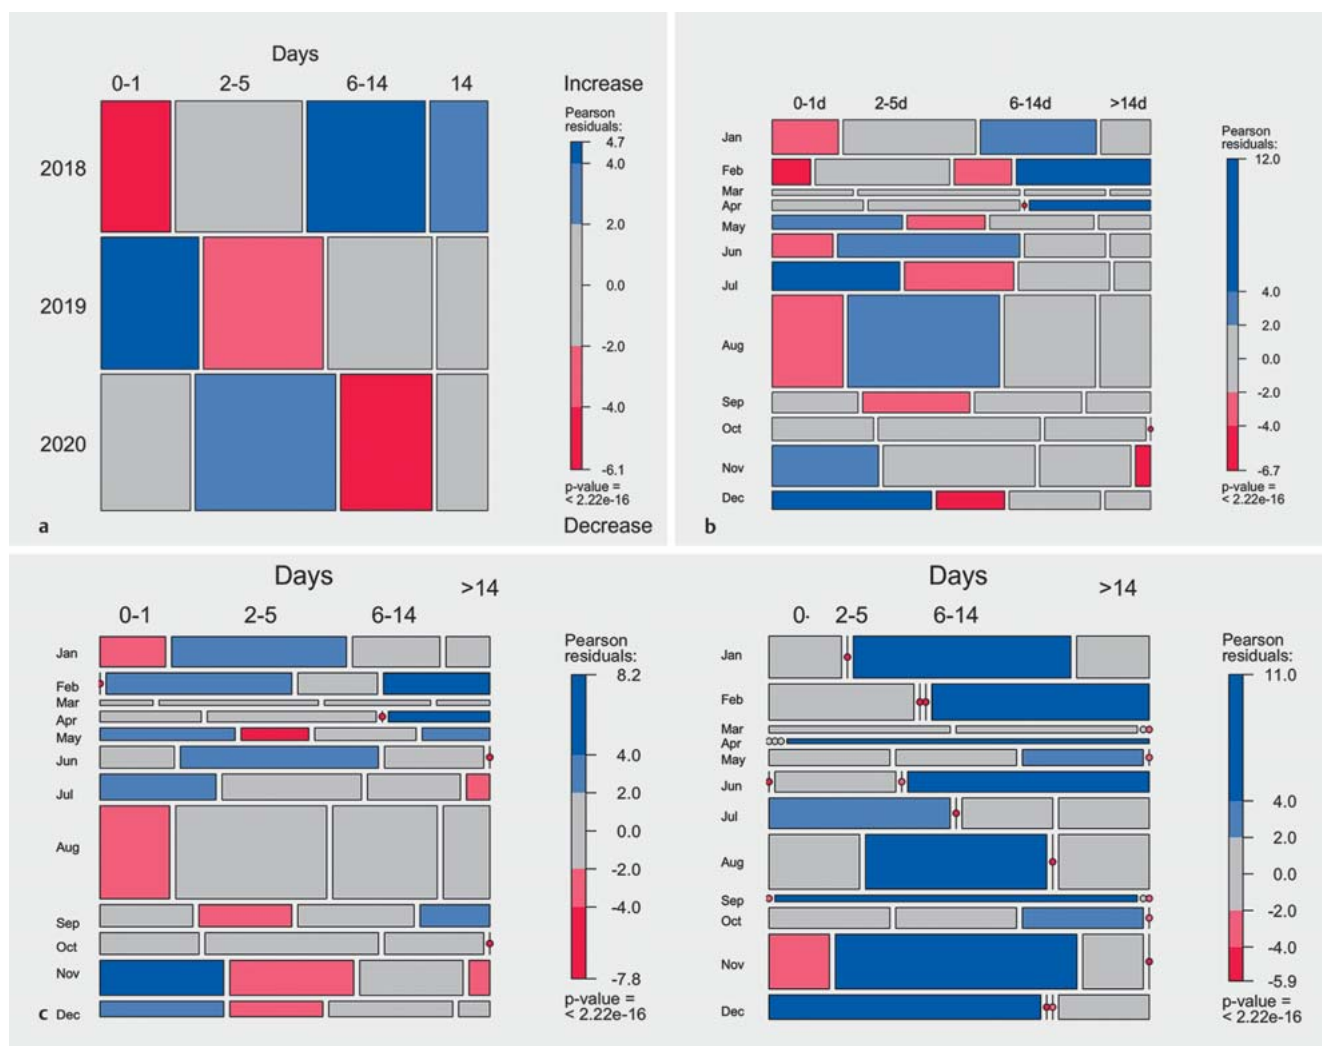 Days
0-1 2-5 6-14 14
Increase
Pearson
residuals:
4.7
4.0
2.0
0.0
-2.0
-4.0
-6.1
p-value =
< 2.22e-16
Decrease
2018
2019
2020
a
0-1d 2-5d 6-14d >14d
Jan
Feb
Mar
Apr
May
Jun
Jul
Aug
Sep
Oct
Nov
Dec
Pearson
residuals:
12.0
4.0
2.0
0.0
-2.0
-4.0
-6.7
p-value =
< 2.22e-16
b
Days
>14
0-1 2-5 6-14
Jan
Feb
Mar
Apr
May
Jun
Jul
Aug
Sep
Oct
Nov
c Dec
Pearson
residuals:
8.2
4.0
2.0
0.0
-2.0
-4.0
-7.8
p-value =
< 2.22e-16
Days
>14
0- 2-5 6-14
Jan
Feb
Mar
Apr
May
Jun
Jul
Aug
Sep
Oct
Nov
Dec
Pearson
residuals:
11.0
4.0
2.0
0.0
-2.0
-4.0
-5.9
p-value =
< 2.22e-16